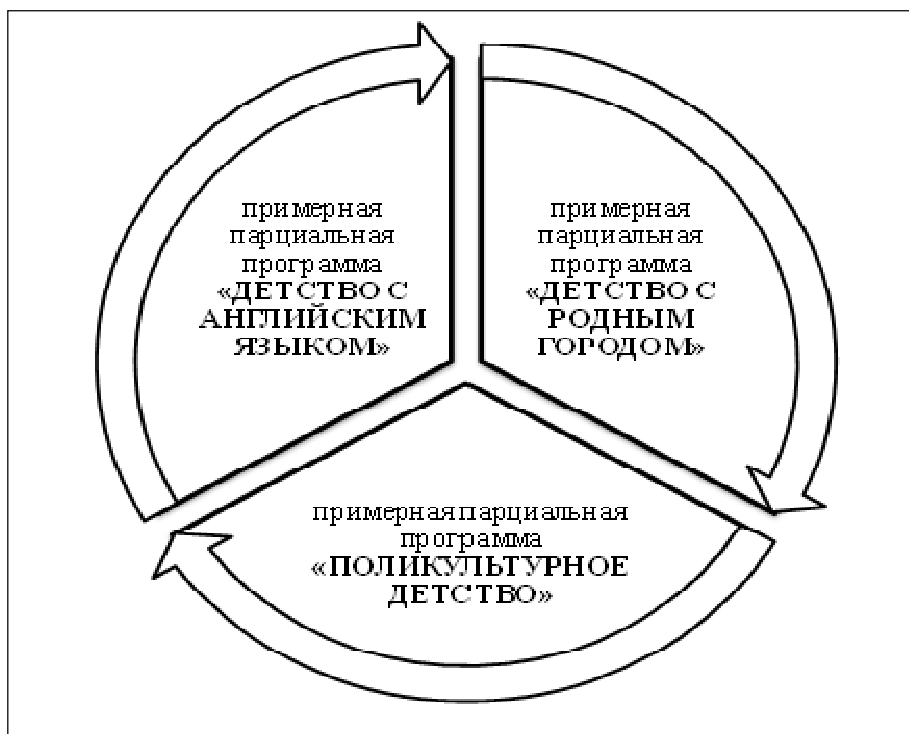 примерная
парциальная
программа
«ДЕТСТВО С
АНГЛИЙСКИМ
ЯЗЫКОМ»
примерная
парциальная
программа
«ДЕТСТВО С
РОДНЫМ
ГОРОДОМ»
примерная парциальная
программа
«ПОЛИКУЛЬТУРНОЕ
ДЕТСТВО»